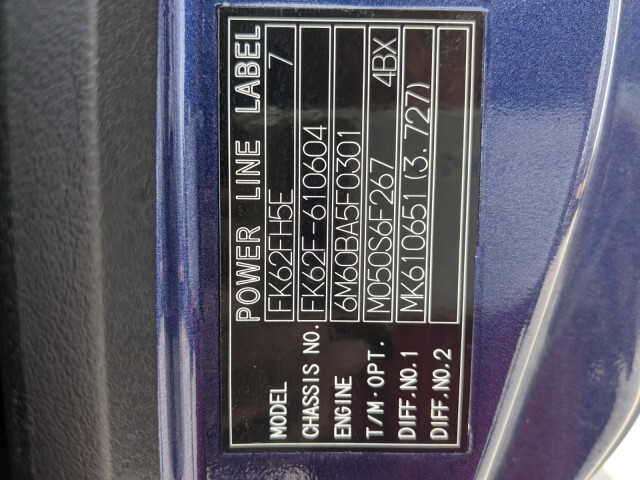 POWER LINE LABEL
MODEL FK62FH5E 7
CHASSIS NO. FK62F-610604
ENGINE 6M60BA5F0301
T/M·OPT. M050S6F267 4BX
DIFF.NO.1 MK610651(3.727)
DIFF.NO.2